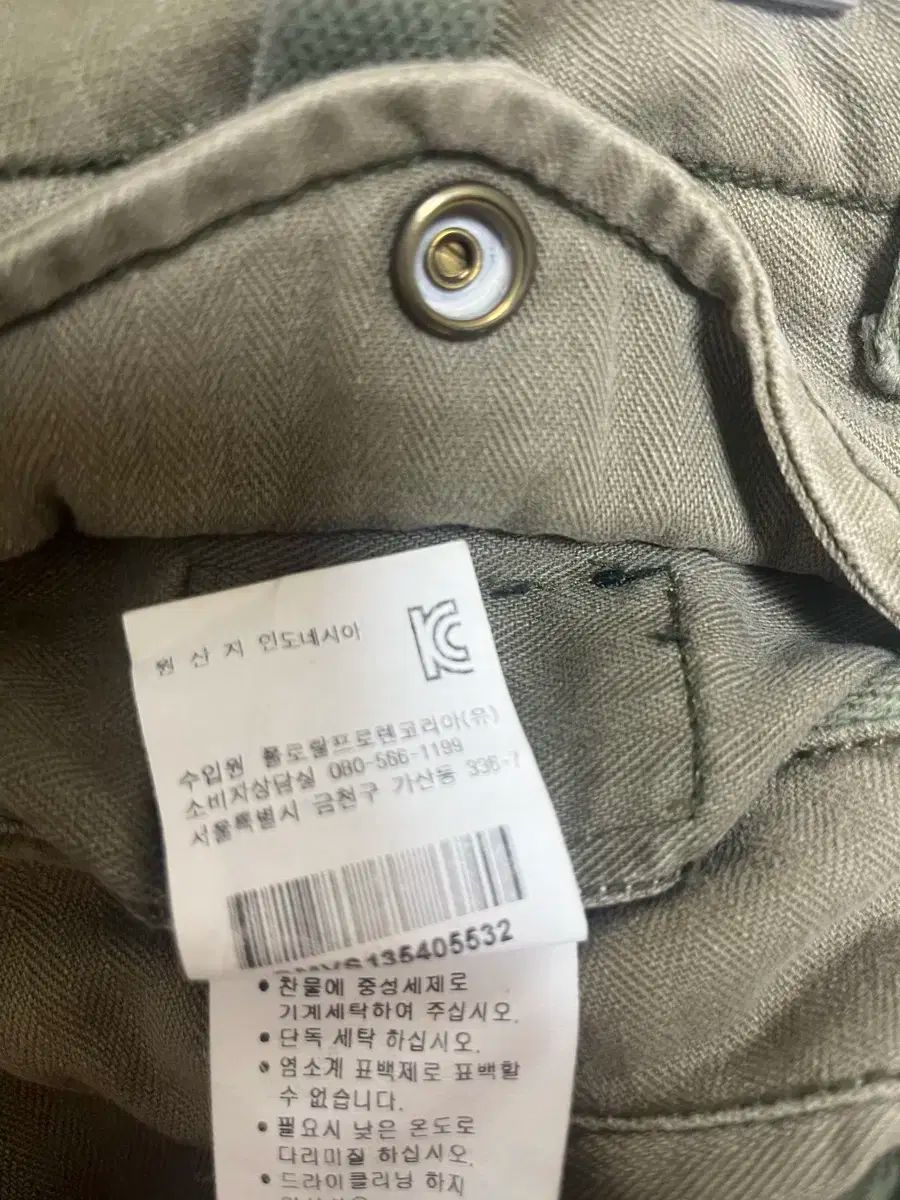 원 산 지 인도네시아
KC
수입원 폴로랄프로렌코리아(유)
소비자상담실 080-566-1199
서울특별시 금천구 가산동 336-7
135405532
• 찬물에 중성세제로
기계세탁하여 주십시오.
• 단독 세탁 하십시오.
• 염소계 표백제로 표백할
수 없습니다.
• 필요시 낮은 온도로
다리미질 하십시오.
• 드라이클리닝 하지